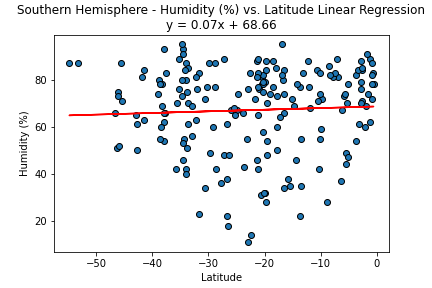 Southern Hemisphere - Humidity (%) vs. Latitude Linear Regression
y = 0.07x + 68.66
80
60
40
20
Humidity (%)
−50
−40
−30
−20
−10
0
Latitude